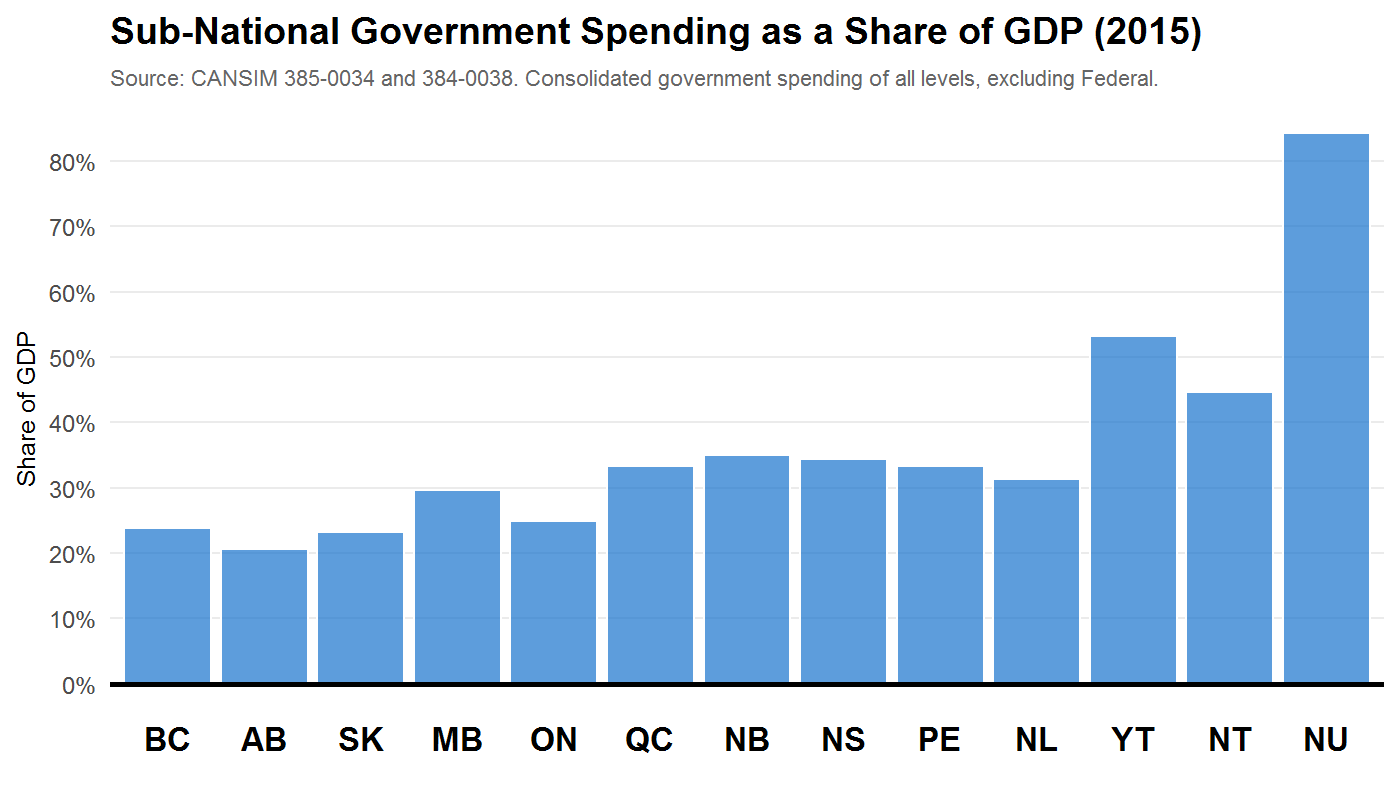 Sub-National Government Spending as a Share of GDP (2015)
Source: CANSIM 385-0034 and 384-0038. Consolidated government spending of all levels, excluding Federal.
80%
70%
60%
50%
40%
30%
20%
10%
0%
Share of GDP
BC AB SK MB ON QC NB NS PE NL YT NT NU